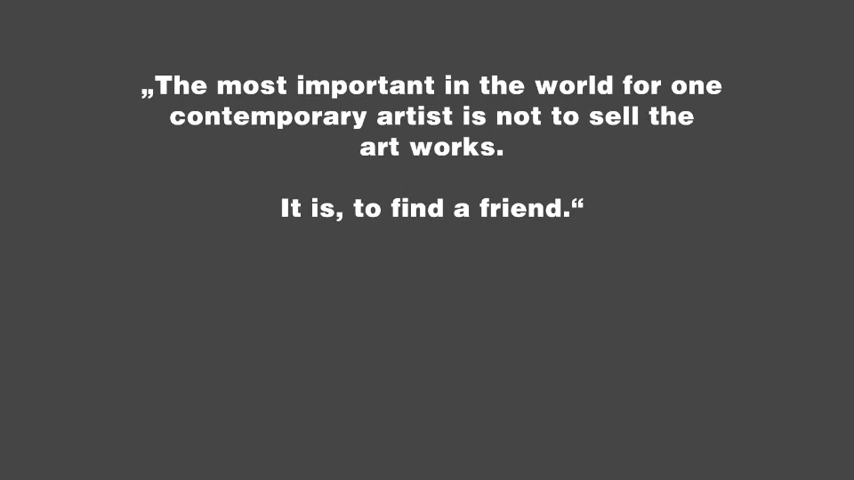 „The most important in the world for one
contemporary artist is not to sell the
art works.
It is, to find a friend.“